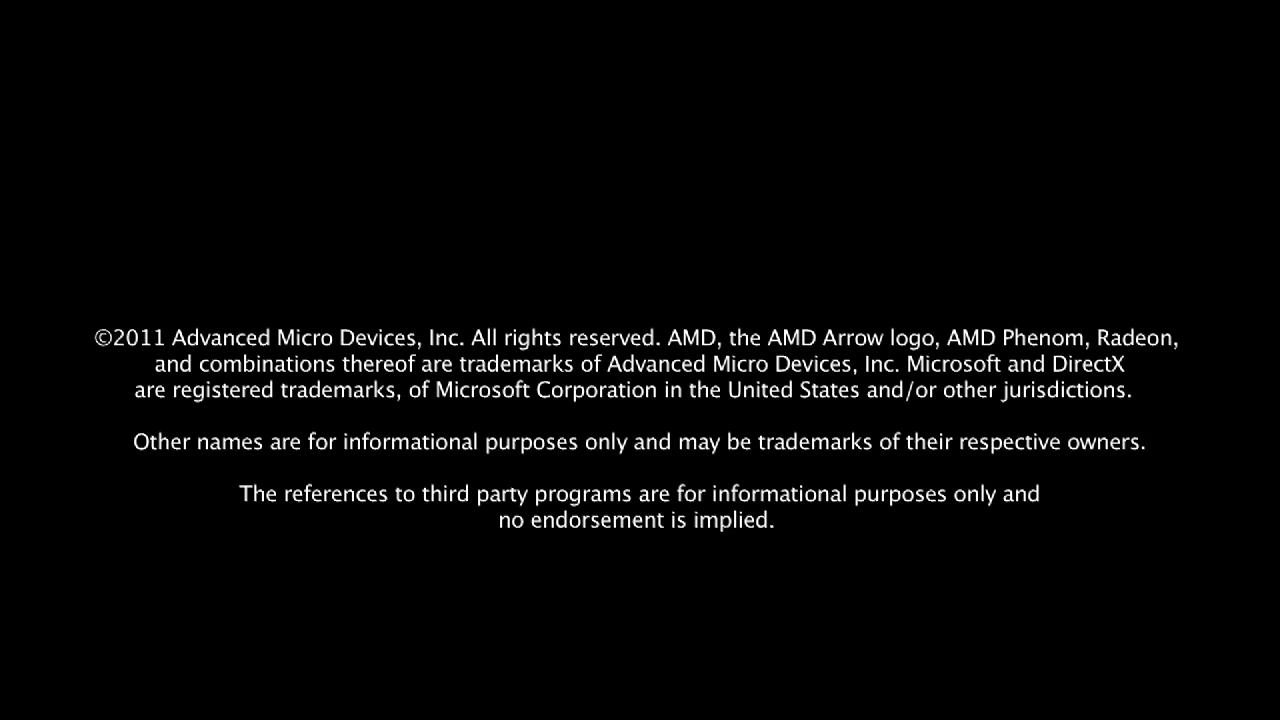 ©2011 Advanced Micro Devices, Inc. All rights reserved. AMD, the AMD Arrow logo, AMD Phenom, Radeon,
and combinations thereof are trademarks of Advanced Micro Devices, Inc. Microsoft and DirectX
are registered trademarks, of Microsoft Corporation in the United States and/or other jurisdictions.
Other names are for informational purposes only and may be trademarks of their respective owners.
The references to third party programs are for informational purposes only and
no endorsement is implied.